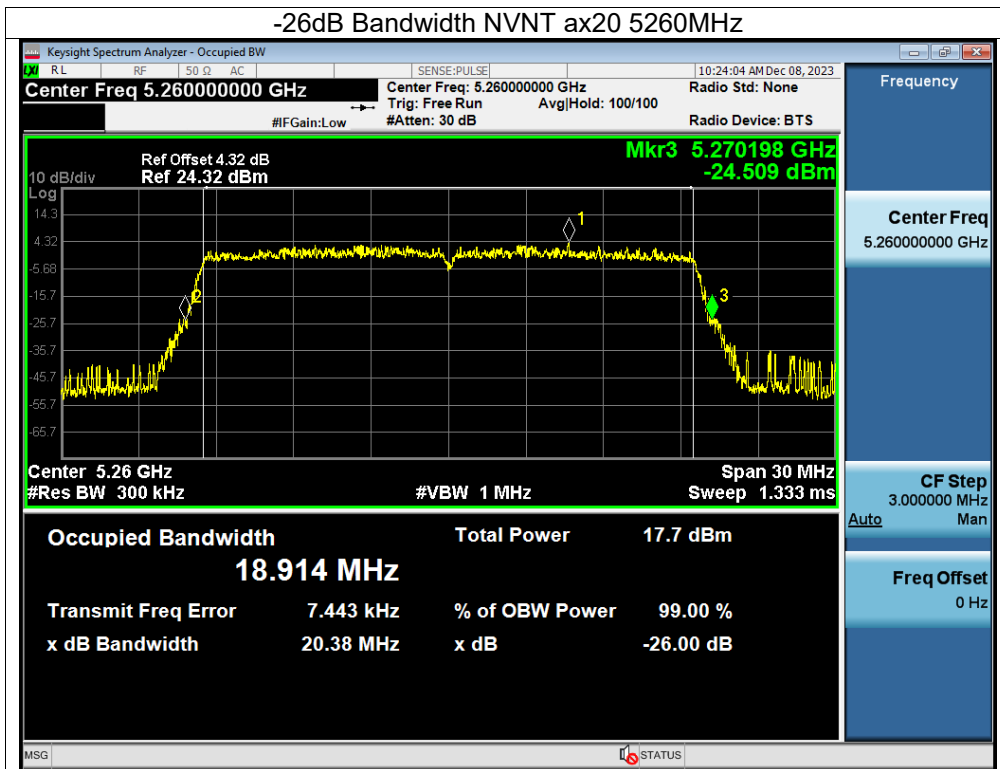 -26dB Bandwidth NVNT ax20 5260MHz
Keysight Spectrum Analyzer - Occupied BW
LXI RL RF 50 Ω AC SENSE:PULSE 10:24:04 AM Dec 08, 2023
Center Freq 5.260000000 GHz
Center Freq: 5.260000000 GHz Radio Std: None
Trig: Free Run Avg|Hold: 100/100
#IFGain:Low #Atten: 30 dB Radio Device: BTS
Frequency
Mkr3 5.270198 GHz
-24.509 dBm
Ref Offset 4.32 dB
10 dB/div Ref 24.32 dBm
Log
14.3
4.32
-5.68
-15.7
-25.7
-35.7
-45.7
-55.7
-65.7
1
2
3
Center 5.26 GHz Span 30 MHz
#Res BW 300 kHz #VBW 1 MHz Sweep 1.333 ms
Center Freq
5.260000000 GHz
CF Step
3.000000 MHz
Auto Man
Freq Offset
0 Hz
Occupied Bandwidth Total Power 17.7 dBm
18.914 MHz
Transmit Freq Error 7.443 kHz % of OBW Power 99.00 %
x dB Bandwidth 20.38 MHz x dB -26.00 dB
MSG STATUS